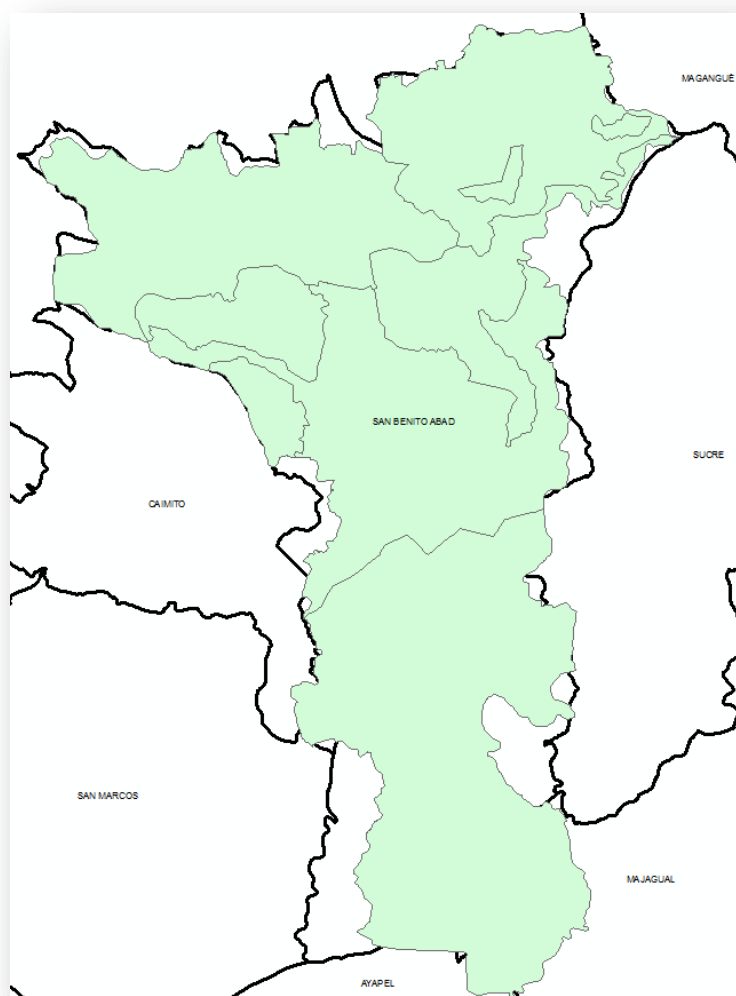 MAGANGUÉ
SAN BENITO ABAD
SUCRE
CAIMITO
SAN MARCOS
MAJAGUAL
AYAPEL